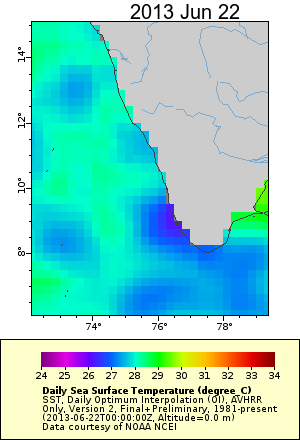 2013 Jun 22
14°
12°
10°
8°
74°
76°
78°
24 25 26 27 28 29 30 31 32 33 34
Daily Sea Surface Temperature (degree_C)
SST, Daily Optimum Interpolation (OI), AVHRR
Only, Version 2, Final+Preliminary, 1981-present
(2013-06-22T00:00:00Z, Altitude=0.0 m)
Data courtesy of NOAA NCEI